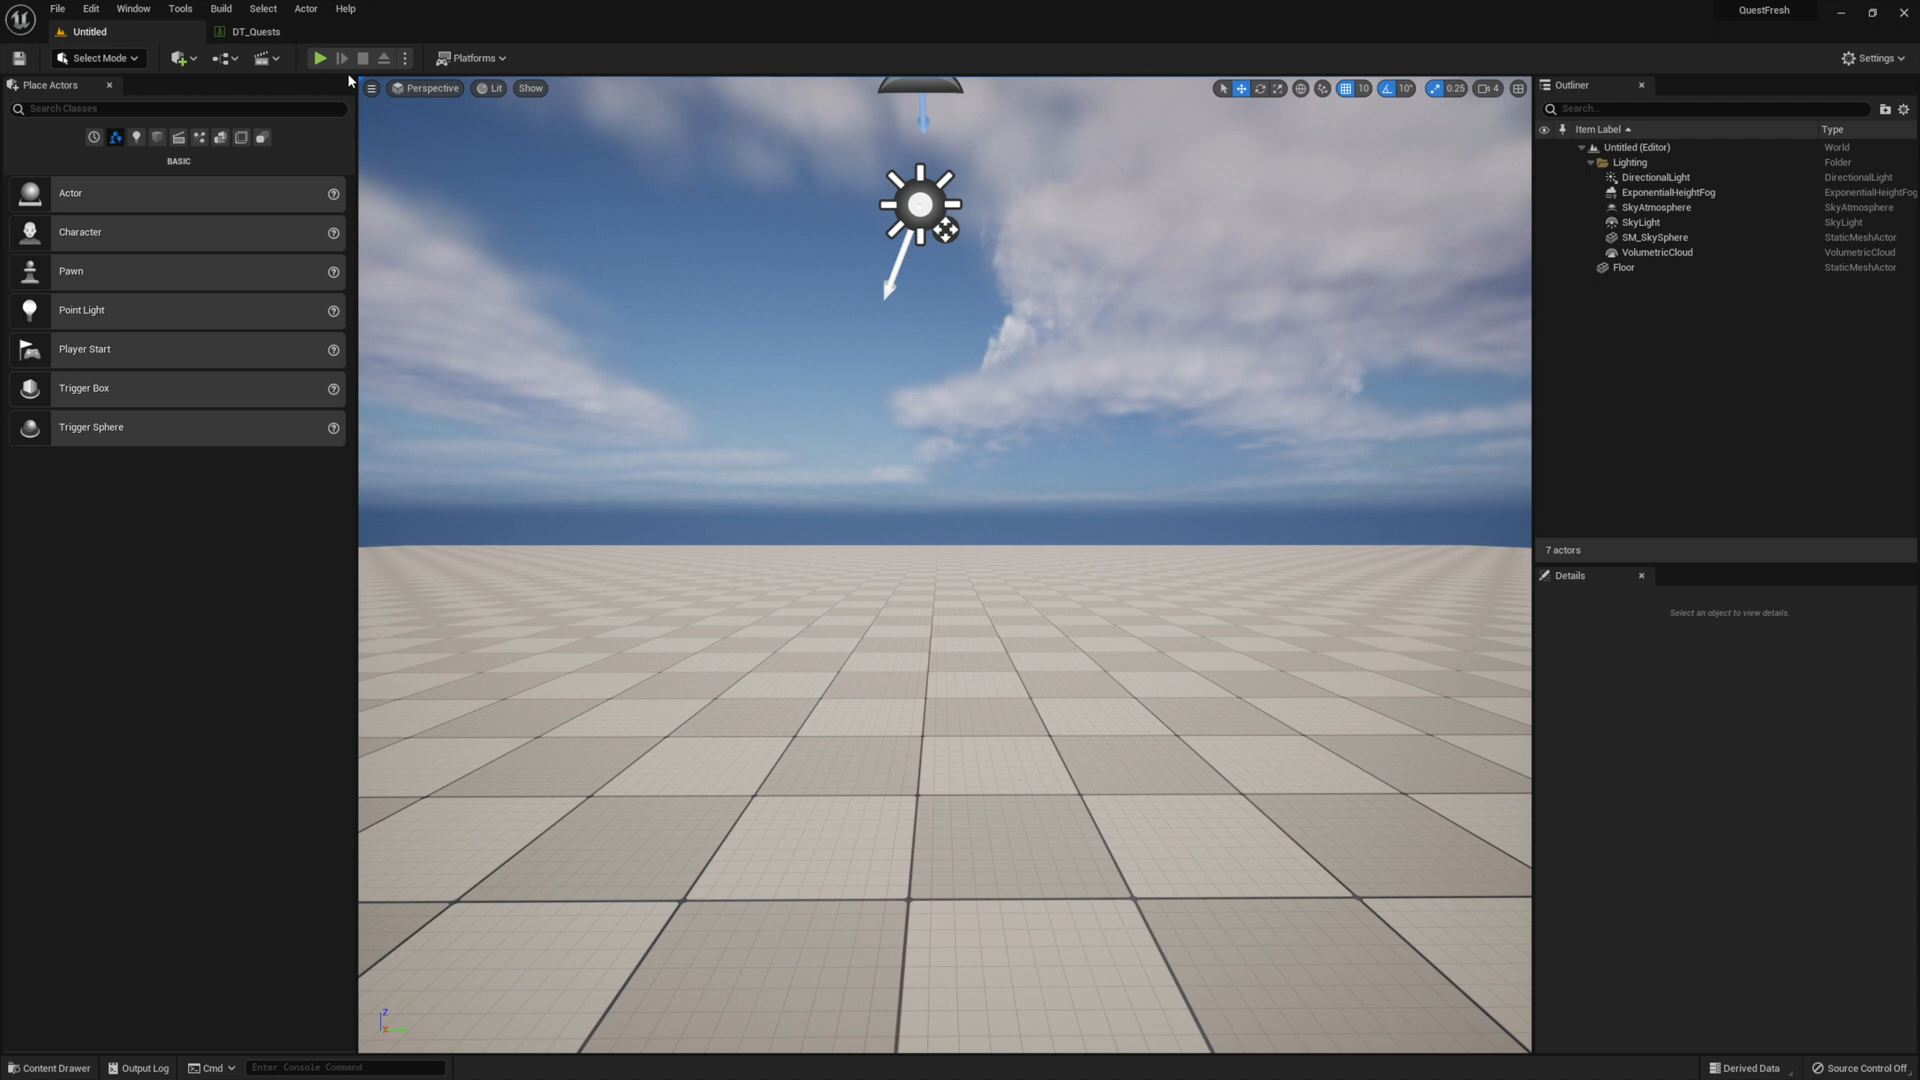 File Edit Window Tools Build Select Actor Help
QuestFresh
Untitled
DT_Quests
Select Mode
Platforms
Settings
Place Actors
Search Classes
BASIC
Actor
Character
Pawn
Point Light
Player Start
Trigger Box
Trigger Sphere
Perspective Lit Show
10 10° 0.25 4
Outliner
Search...
Item Label Type
Untitled (Editor) World
Lighting Folder
DirectionalLight DirectionalLight
ExponentialHeightFog ExponentialHeightFog
SkyAtmosphere SkyAtmosphere
SkyLight SkyLight
SM_SkySphere StaticMeshActor
VolumetricCloud VolumetricCloud
Floor StaticMeshActor
7 actors
Details
Select an object to view details.
Z
X
Content Drawer Output Log Cmd Enter Console Command
Derived Data Source Control Off